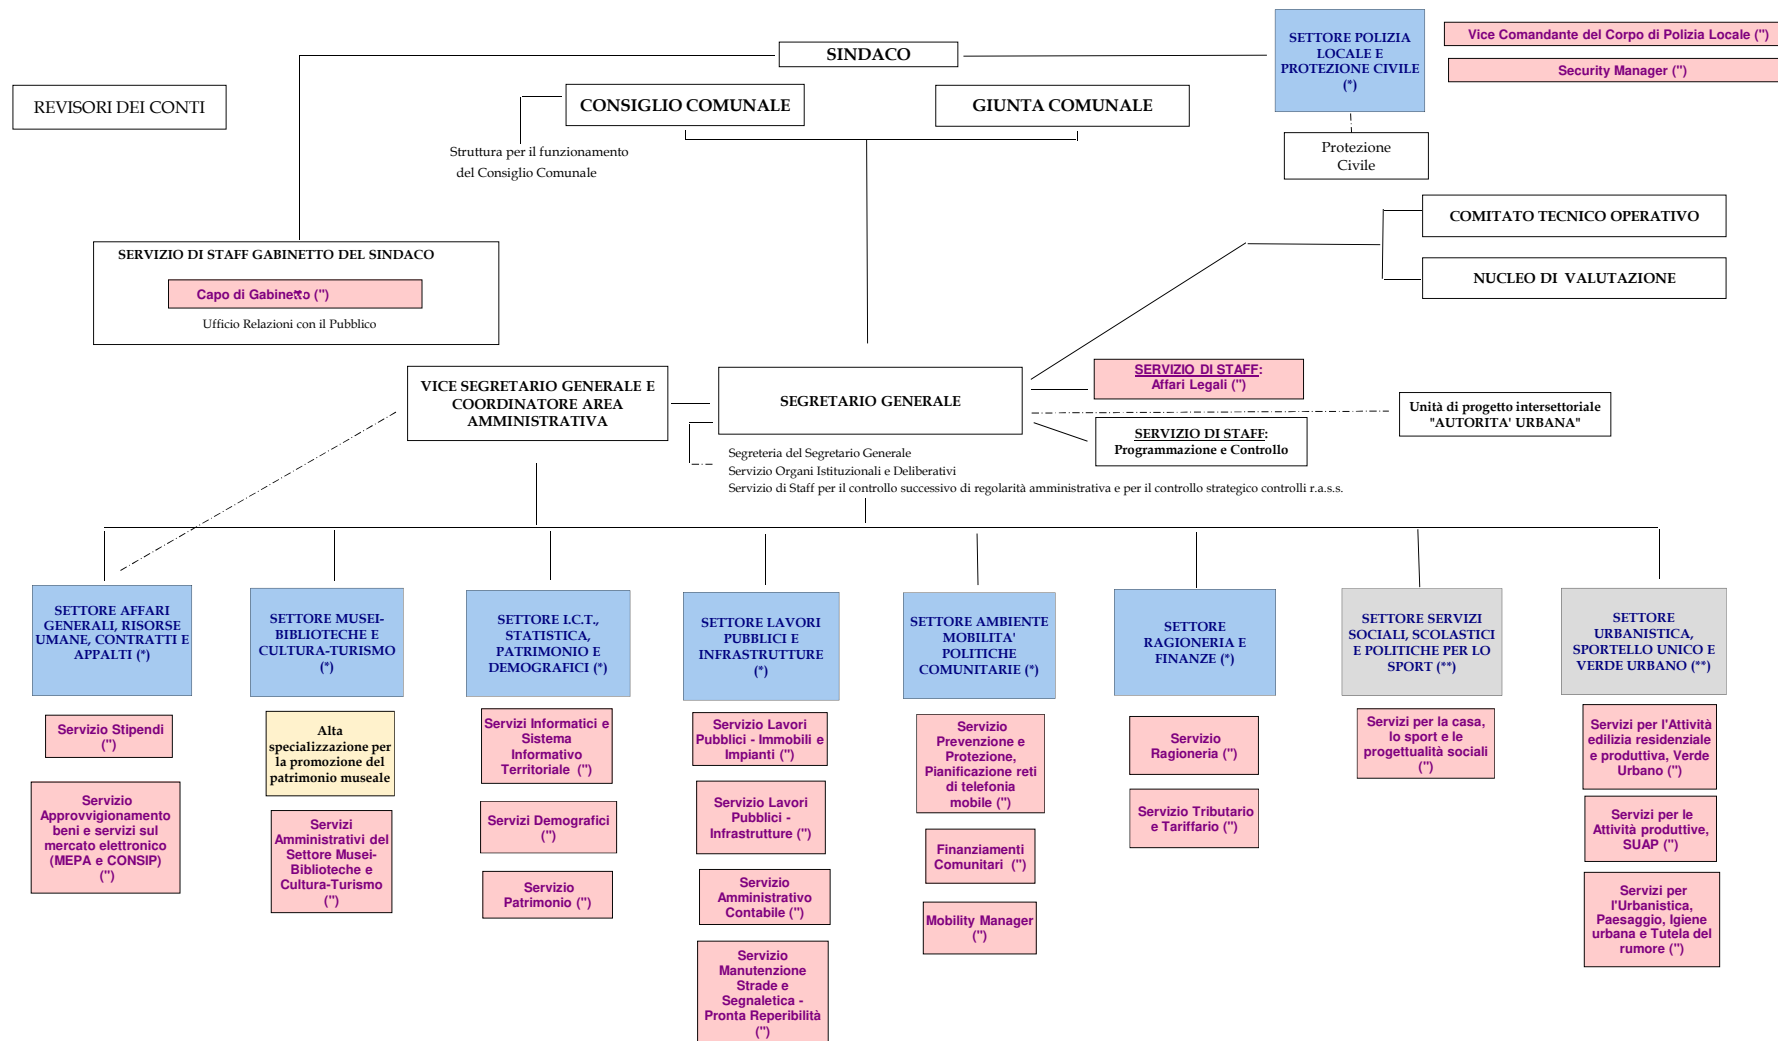 SINDACO
SETTORE POLIZIA
LOCALE E
PROTEZIONE CIVILE
(*)
Vice Comandante del Corpo di Polizia Locale (")
Security Manager (")
REVISORI DEI CONTI
CONSIGLIO COMUNALE
GIUNTA COMUNALE
Struttura per il funzionamento
del Consiglio Comunale
Protezione
Civile
COMITATO TECNICO OPERATIVO
NUCLEO DI VALUTAZIONE
SERVIZIO DI STAFF GABINETTO DEL SINDACO
Capo di Gabinetto (")
Ufficio Relazioni con il Pubblico
VICE SEGRETARIO GENERALE E
COORDINATORE AREA
AMMINISTRATIVA
SEGRETARIO GENERALE
SERVIZIO DI STAFF:
Affari Legali (")
Unità di progetto intersettoriale
"AUTORITA' URBANA"
SERVIZIO DI STAFF:
Programmazione e Controllo
Segreteria del Segretario Generale
Servizio Organi Istituzionali e Deliberativi
Servizio di Staff per il controllo successivo di regolarità amministrativa e per il controllo strategico controlli r.a.s.s.
SETTORE AFFARI
GENERALI, RISORSE
UMANE, CONTRATTI E
APPALTI (*)
Servizio Stipendi
(")
Servizio
Approvvigionamento
beni e servizi sul
mercato elettronico
(MEPA e CONSIP)
(")
SETTORE MUSEI-
BIBLIOTECHE E
CULTURA-TURISMO
(*)
Alta
specializzazione per
la promozione del
patrimonio museale
Servizi
Amministrativi del
Settore Musei-
Biblioteche e
Cultura-Turismo
(")
SETTORE I.C.T.,
STATISTICA,
PATRIMONIO E
DEMOGRAFICI (*)
Servizi Informatici e
Sistema
Informativo
Territoriale (")
Servizi Demografici
(")
Servizio
Patrimonio (")
SETTORE LAVORI
PUBBLICI E
INFRASTRUTTURE
(*)
Servizio Lavori
Pubblici - Immobili e
Impianti (")
Servizio Lavori
Pubblici -
Infrastrutture (")
Servizio
Amministrativo
Contabile (")
Servizio
Manutenzione
Strade e
Segnaletica -
Pronta Reperibilità
(")
SETTORE AMBIENTE
MOBILITA'
POLITICHE
COMUNITARIE (*)
Servizio
Prevenzione e
Protezione,
Pianificazione reti
di telefonia
mobile (")
Finanziamenti
Comunitari (")
Mobility Manager
(")
SETTORE
RAGIONERIA E
FINANZE (*)
Servizio
Ragioneria (")
Servizio Tributario
e Tariffario (")
SETTORE SERVIZI
SOCIALI, SCOLASTICI
E POLITICHE PER LO
SPORT (**)
Servizi per la casa,
lo sport e le
progettualità sociali
(")
SETTORE
URBANISTICA,
SPORTELLO UNICO E
VERDE URBANO (**)
Servizi per l'Attività
edilizia residenziale
e produttiva, Verde
Urbano (")
Servizi per le
Attività produttive,
SUAP (")
Servizi per
l'Urbanistica,
Paesaggio, Igiene
urbana e Tutela del
rumore (")